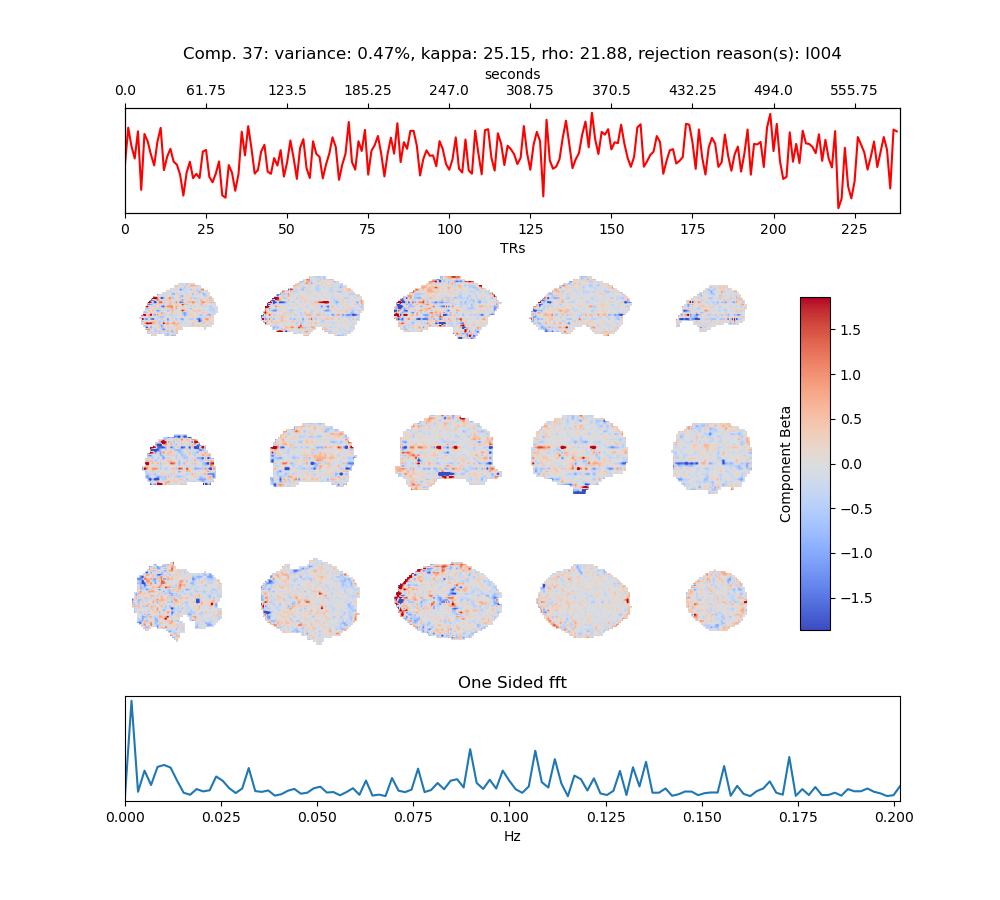 Comp. 37: variance: 0.47%, kappa: 25.15, rho: 21.88, rejection reason(s): I004
seconds
0.0 61.75 123.5 185.25 247.0 308.75 370.5 432.25 494.0 555.75
0 25 50 75 100 125 150 175 200 225
TRs
1.5
1.0
0.5
0.0
−0.5
−1.0
−1.5
Component Beta
One Sided fft
0.000 0.025 0.050 0.075 0.100 0.125 0.150 0.175 0.200
Hz